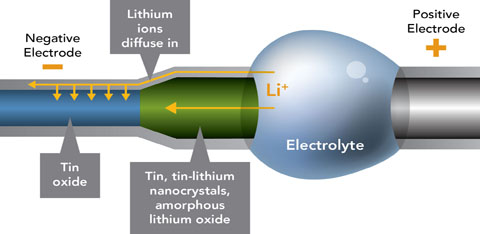 Lithium
ions
diffuse in
Negative
Electrode
−
Positive
Electrode
+
Li⁺
Electrolyte
Tin
oxide
Tin, tin-lithium
nanocrystals,
amorphous
lithium oxide